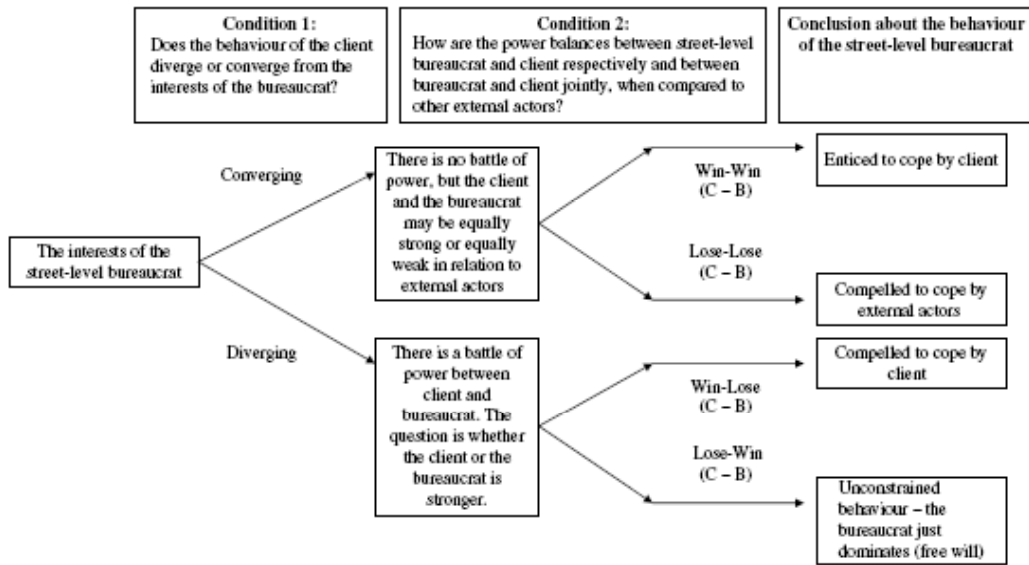 Condition 1:
Does the behaviour of the client
diverge or converge from the
interests of the bureaucrat?
Condition 2:
How are the power balances between street-level
bureaucrat and client respectively and between
bureaucrat and client jointly, when compared to
other external actors?
Conclusion about the behaviour
of the street-level bureaucrat
The interests of the
street-level bureaucrat
Converging
There is no battle of
power, but the client
and the bureaucrat
may be equally
strong or equally
weak in relation to
external actors
Win-Win
(C – B)
Enticed to cope by client
Lose-Lose
(C – B)
Compelled to cope by
external actors
Diverging
There is a battle of
power between
client and
bureaucrat. The
question is whether
the client or the
bureaucrat is
stronger.
Win-Lose
(C – B)
Compelled to cope by
client
Lose-Win
(C – B)
Unconstrained
behaviour – the
bureaucrat just
dominates (free will)